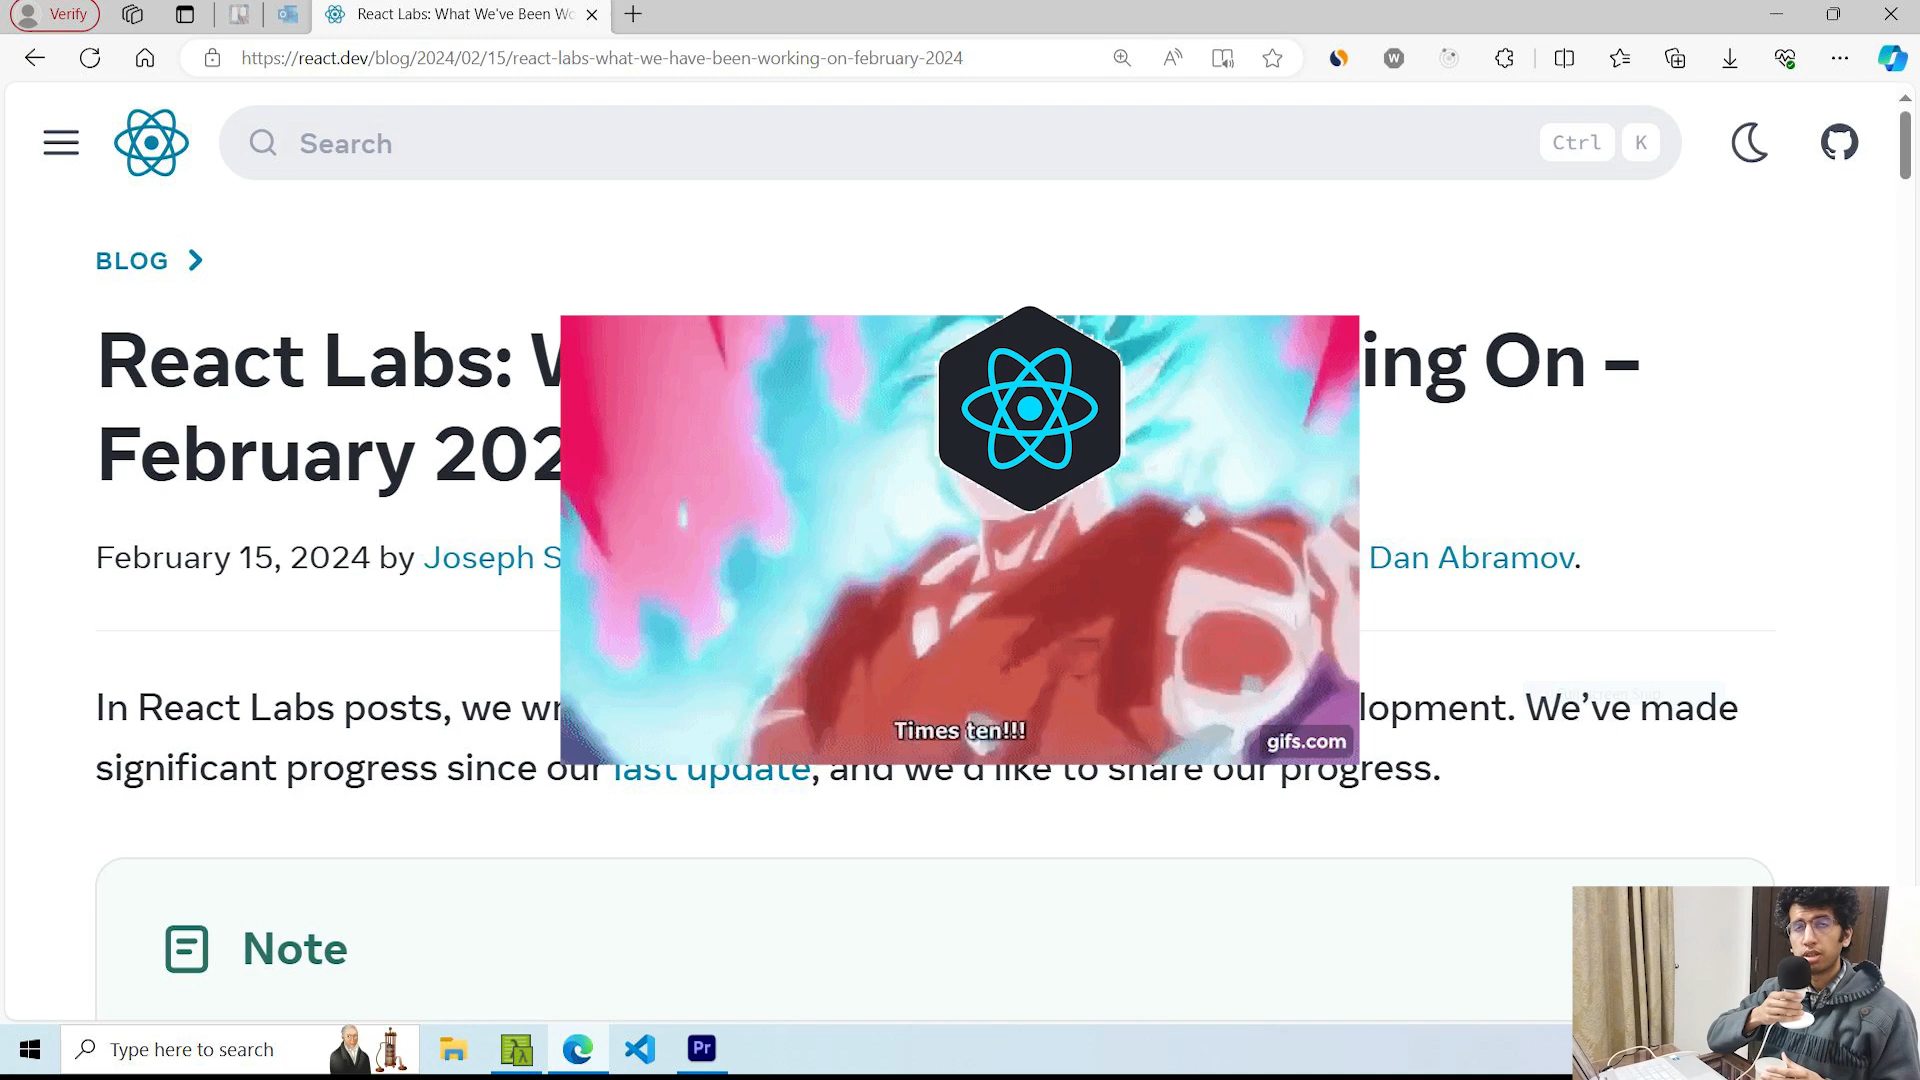 Verify
React Labs: What We've Been Wo
https://react.dev/blog/2024/02/15/react-labs-what-we-have-been-working-on-february-2024
Search
Ctrl K
BLOG
React Labs: W
ing On –
February 202
February 15, 2024 by Joseph S
Dan Abramov.
In React Labs posts, we wr
lopment. We've made
significant progress since our last update, and we'd like to share our progress.
Times ten!!!
gifs.com
Note
Type here to search
Pr